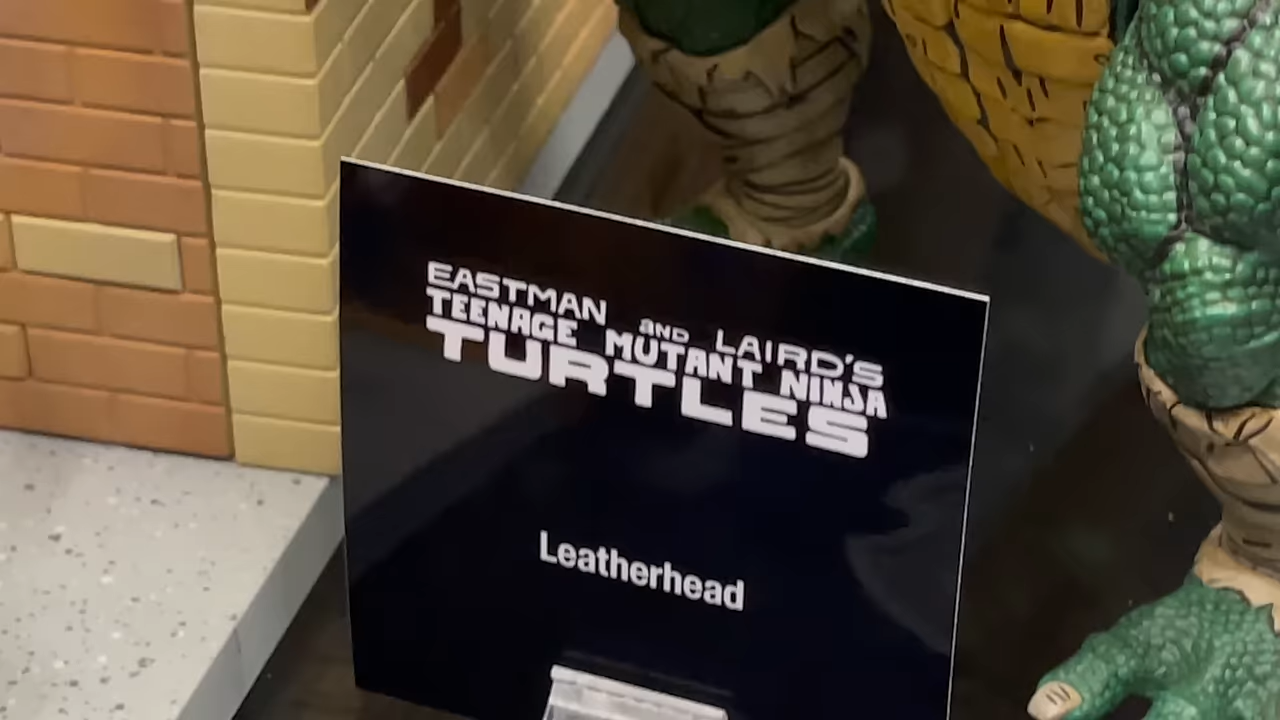 EASTMAN AND LAIRD'S
TEENAGE MUTANT NINJA
TURTLES
Leatherhead